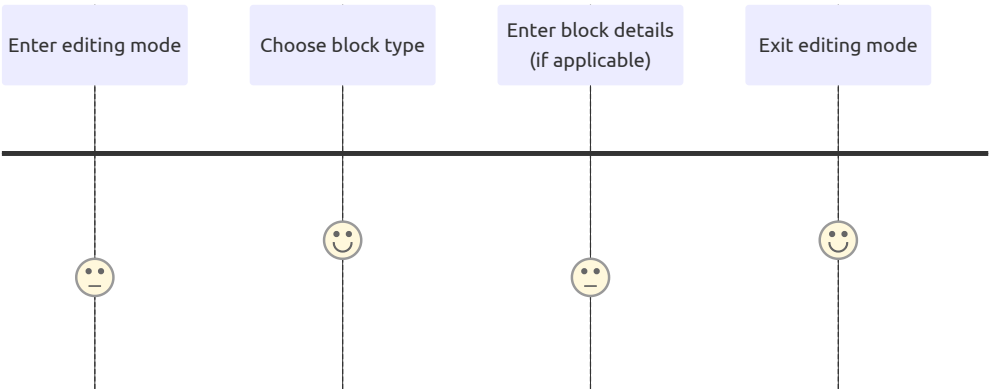 Enter editing mode
Choose block type
Enter block details
(if applicable)
Exit editing mode